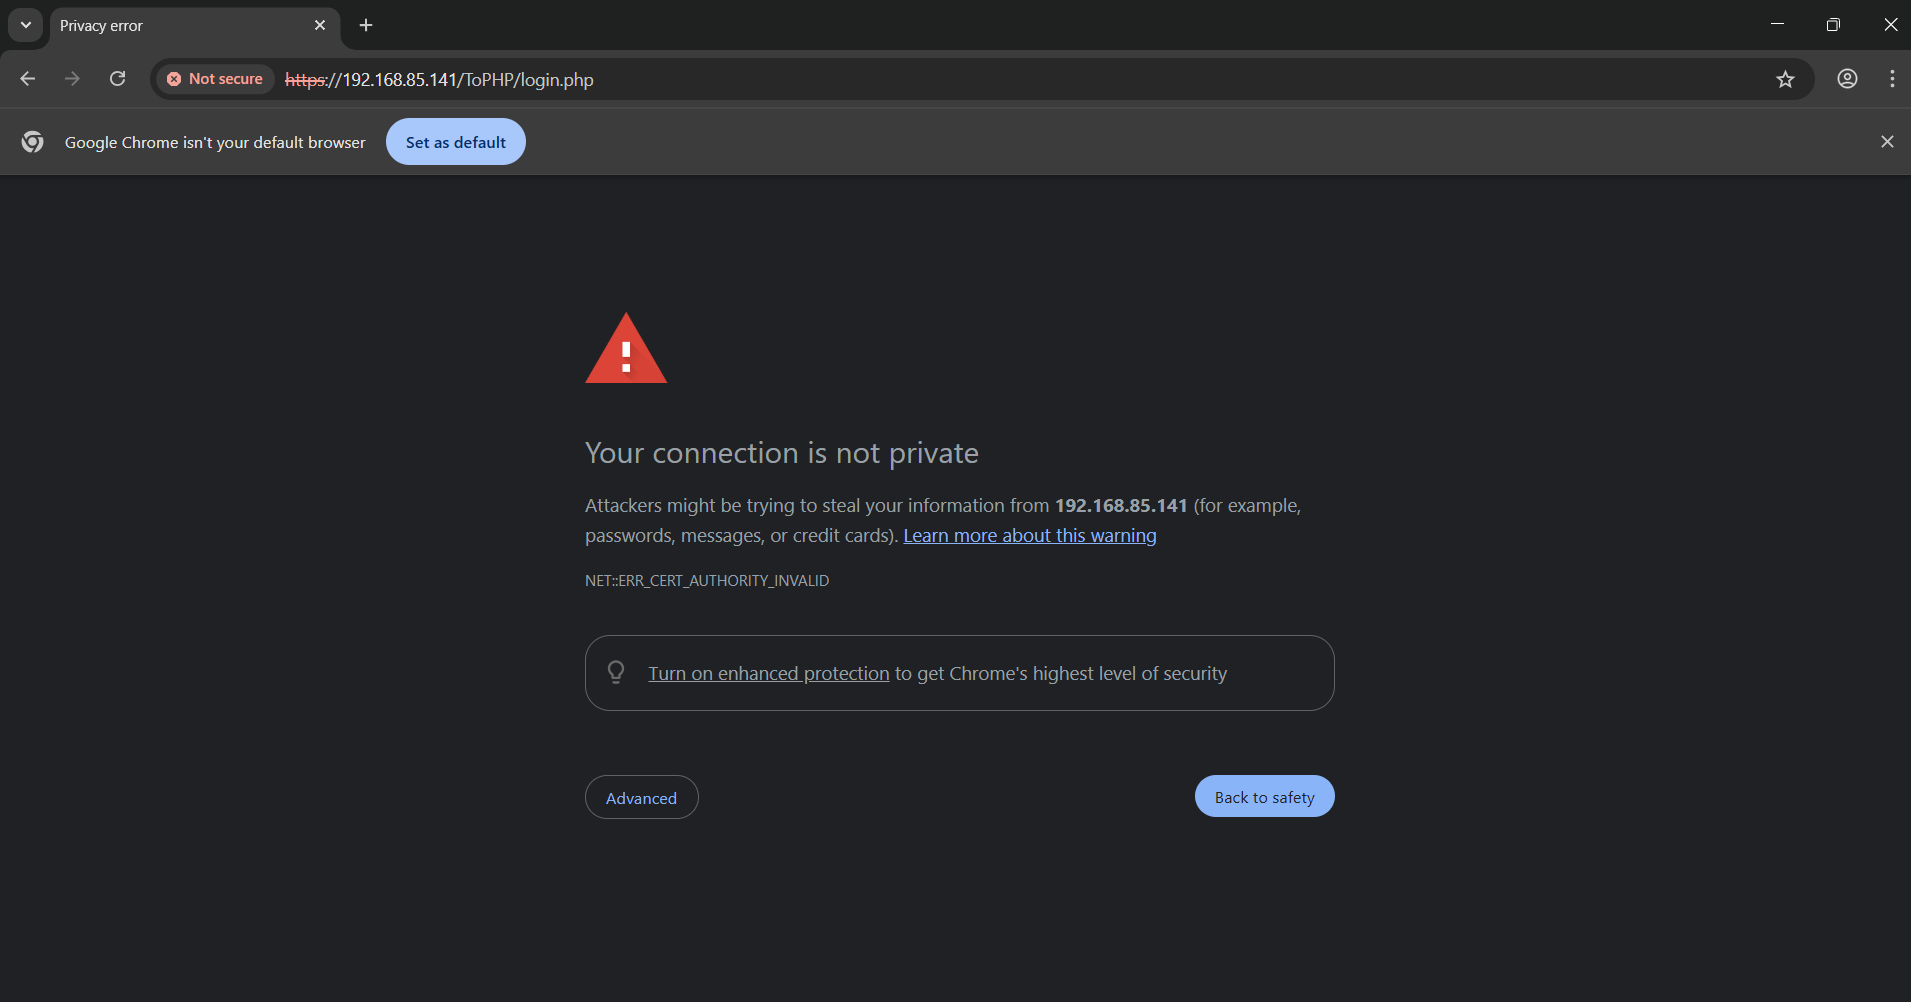 Privacy error
Not secure https://192.168.85.141/ToPHP/login.php
Google Chrome isn't your default browser Set as default
Your connection is not private
Attackers might be trying to steal your information from 192.168.85.141 (for example,
passwords, messages, or credit cards). Learn more about this warning
NET::ERR_CERT_AUTHORITY_INVALID
Turn on enhanced protection to get Chrome's highest level of security
Advanced Back to safety